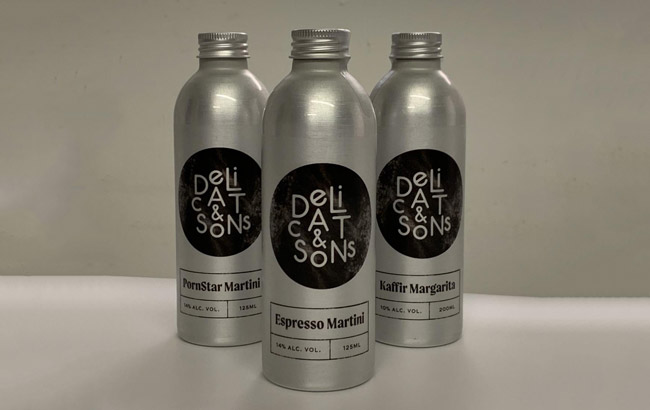 DeLi
CAT
&
SoNs
PornStar Martini
14% ALC. VOL.
125ML
DeLi
CAT
&
SoNs
Espresso Martini
14% ALC. VOL.
125ML
DeLi
CAT
&
SoNs
Kaffir Margarita
10% ALC. VOL.
200ML